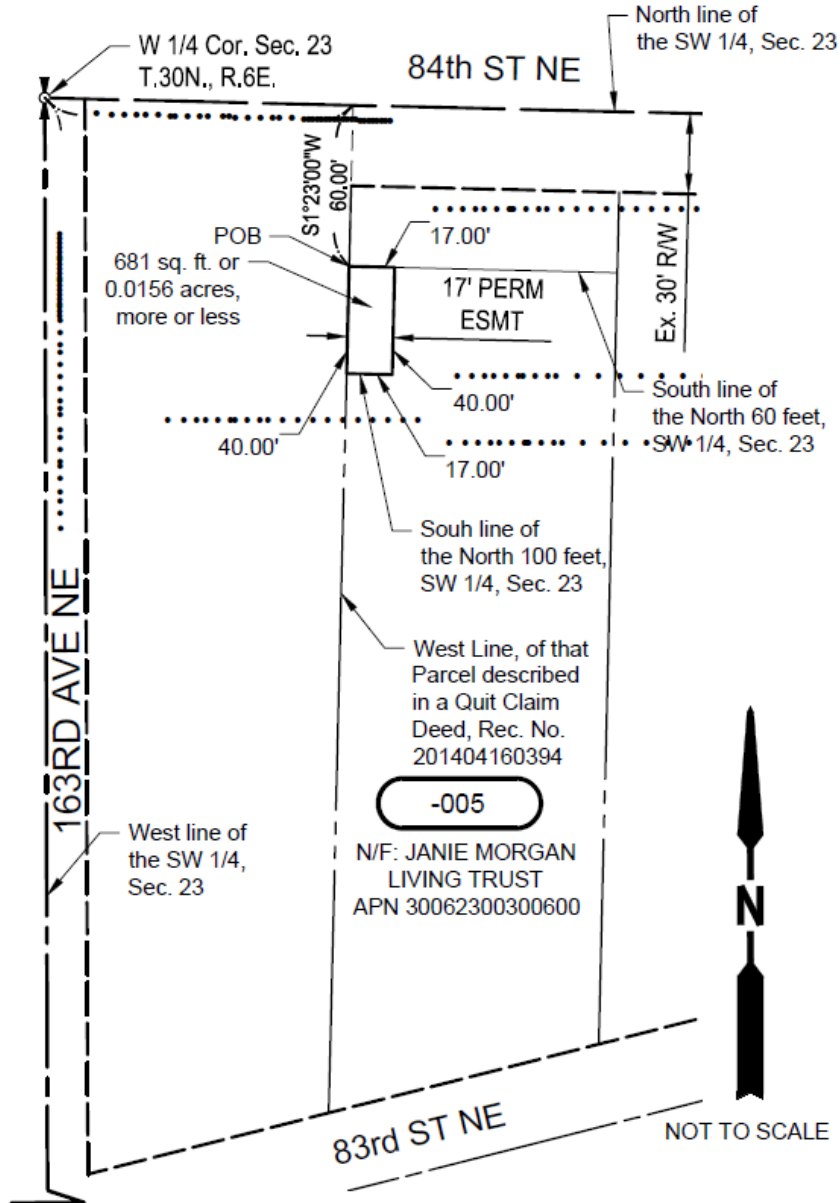 North line of
the SW 1/4, Sec. 23
W 1/4 Cor. Sec. 23
T.30N., R.6E.
84th ST NE
S1°23'00"W
60.00'
POB
681 sq. ft. or
0.0156 acres,
more or less
17.00'
17' PERM
ESMT
Ex. 30' R/W
40.00'
South line of
the North 60 feet,
SW 1/4, Sec. 23
40.00'
17.00'
Souh line of
the North 100 feet,
SW 1/4, Sec. 23
163RD AVE NE
West Line, of that
Parcel described
in a Quit Claim
Deed, Rec. No.
201404160394
-005
N/F: JANIE MORGAN
LIVING TRUST
APN 30062300300600
West line of
the SW 1/4,
Sec. 23
N
83rd ST NE
NOT TO SCALE